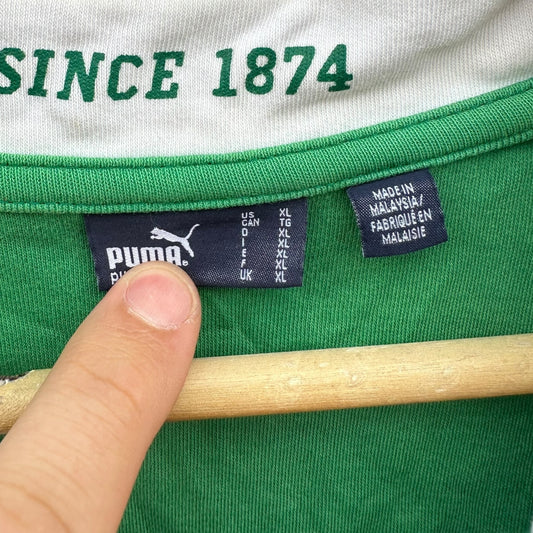 SINCE 1874
PUMA®
US XL
CAN TG
D XL
I XL
E XL
F XL
UK XL
MADE IN
MALAYSIA/
FABRIQUÉ EN
MALAISIE